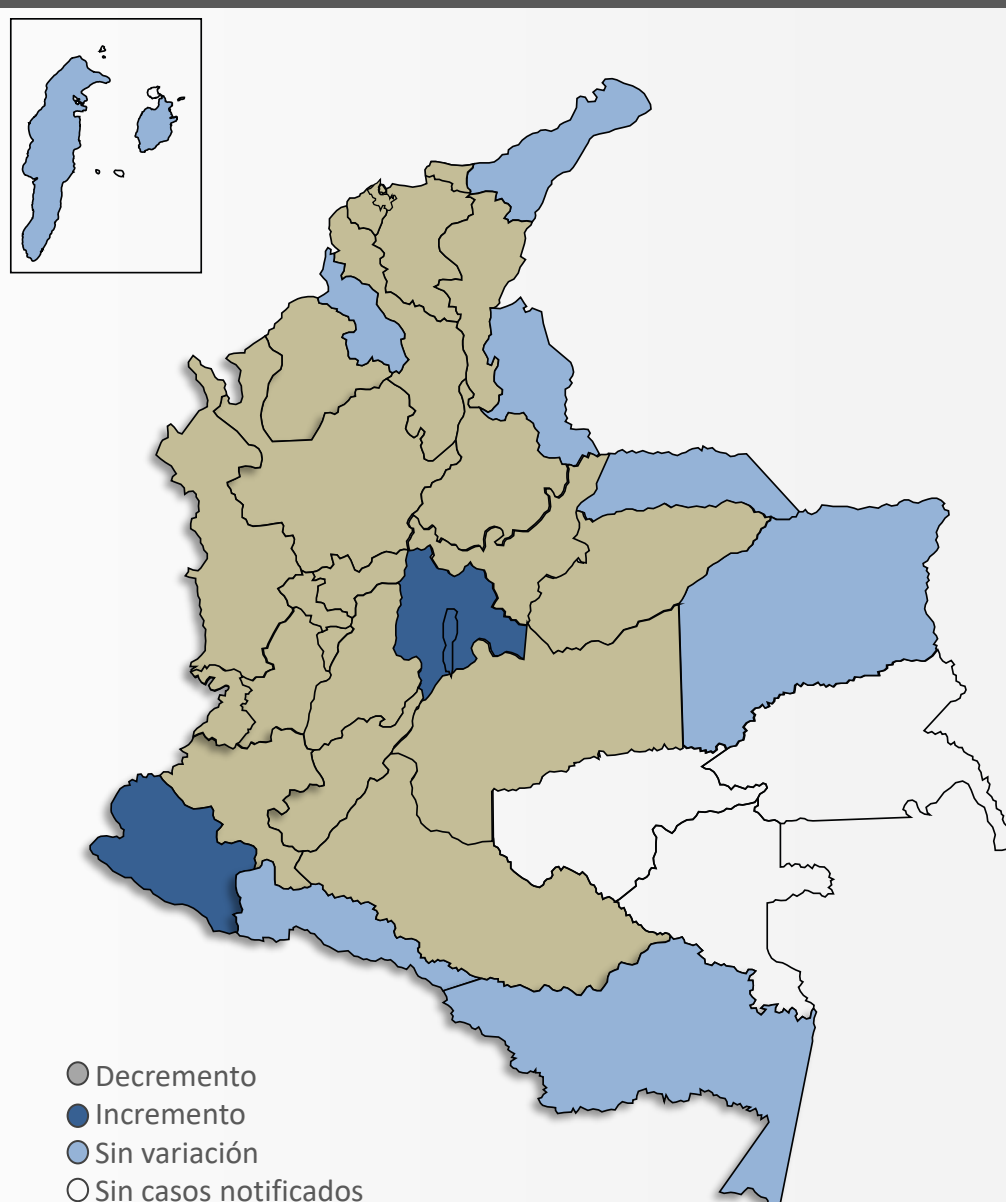 Decremento
Incremento
Sin variación
Sin casos notificados